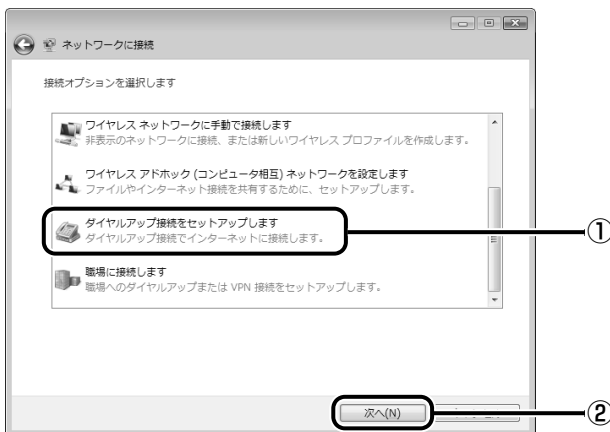 ネットワークに接続
接続オプションを選択します
ワイヤレス ネットワークに手動で接続します
非表示のネットワークに接続、または新しいワイヤレス プロファイルを作成します。
ワイヤレス アドホック (コンピュータ相互) ネットワークを設定します
ファイルやインターネット接続を共有するために、セットアップします。
ダイヤルアップ接続をセットアップします
ダイヤルアップ接続でインターネットに接続します。
①
職場に接続します
職場へのダイヤルアップまたは VPN 接続をセットアップします。
次へ(N)
②